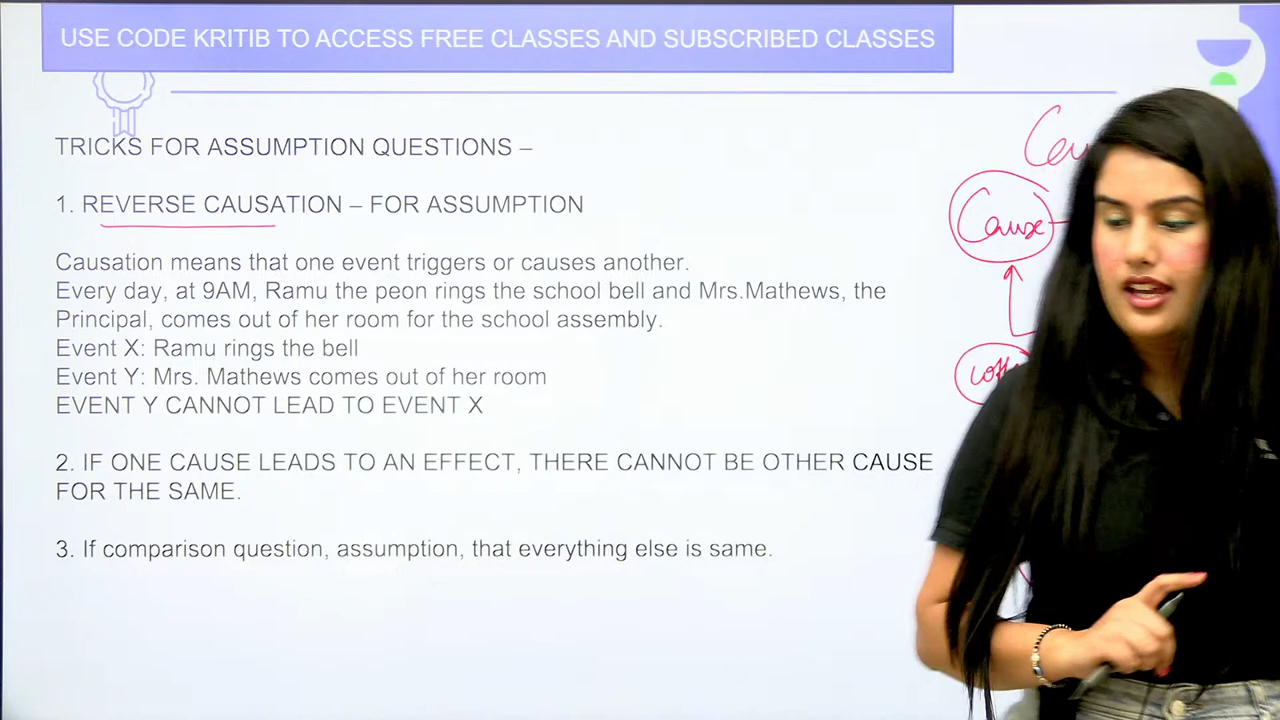 USE CODE KRITIB TO ACCESS FREE CLASSES AND SUBSCRIBED CLASSES
TRICKS FOR ASSUMPTION QUESTIONS –
1. REVERSE CAUSATION – FOR ASSUMPTION
Causation means that one event triggers or causes another.
Every day, at 9AM, Ramu the peon rings the school bell and Mrs.Mathews, the
Principal, comes out of her room for the school assembly.
Event X: Ramu rings the bell
Event Y: Mrs. Mathews comes out of her room
EVENT Y CANNOT LEAD TO EVENT X
2. IF ONE CAUSE LEADS TO AN EFFECT, THERE CANNOT BE OTHER CAUSE
FOR THE SAME.
3. If comparison question, assumption, that everything else is same.
Cause